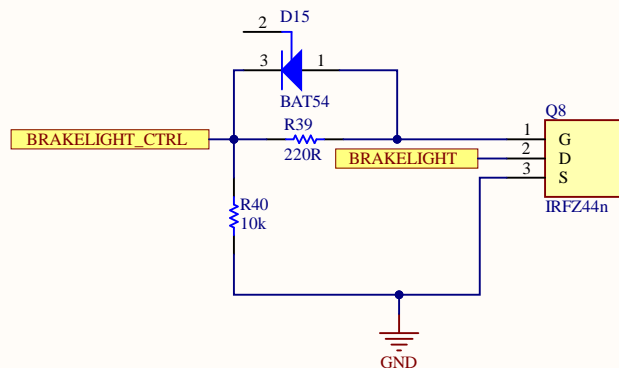 D15
2
3
1
BAT54
Q8
BRAKELIGHT_CTRL
R39
220R
1
G
BRAKELIGHT
2
D
3
S
R40
10k
IRFZ44n
GND